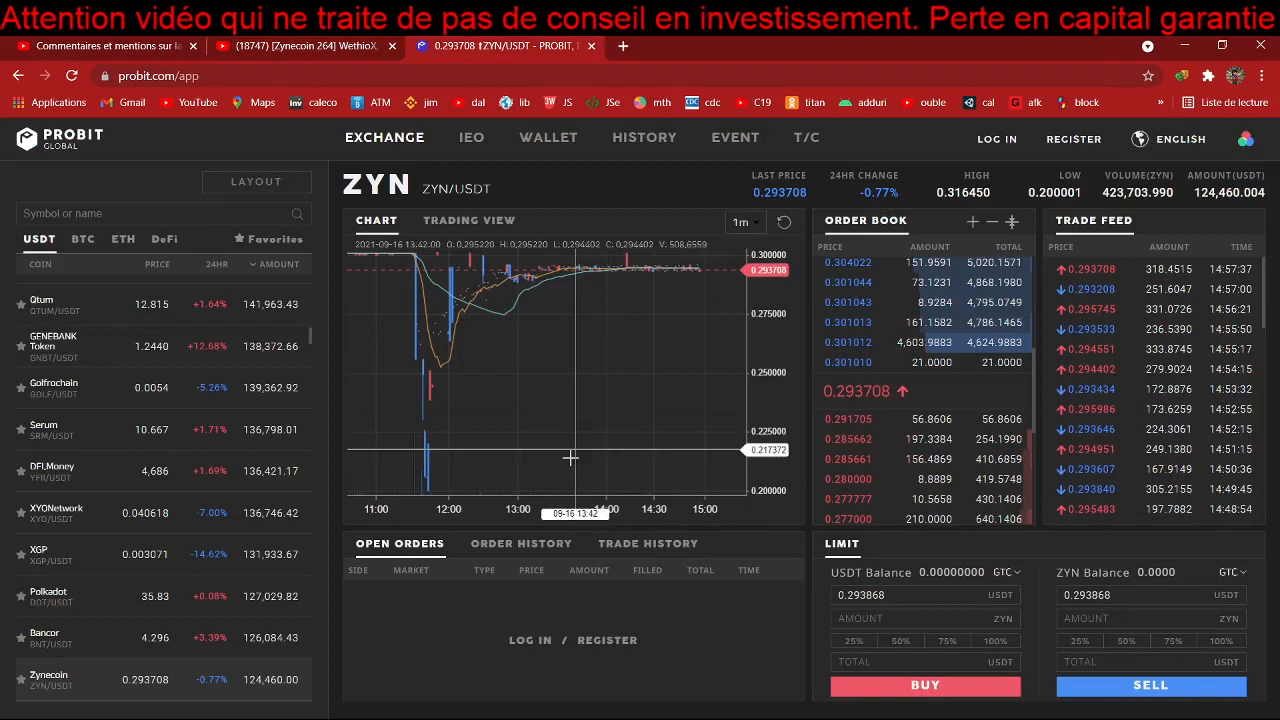 Attention vidéo qui ne traite de pas de conseil en investissement. Perte en capital garantie
Commentaires et mentions sur la
(18747) [Zynecoin 264] WethioX,
0.293708 ⬆ZYN/USDT - PROBIT,
probit.com/app
Applications
Gmail
YouTube
Maps
caleco
ATM
jim
dal
lib
JS
JSe
mth
cdc
C19
titan
adduri
ouble
cal
afk
block
»
Liste de lecture
PROBIT
GLOBAL
EXCHANGE
IEO
WALLET
HISTORY
EVENT
T/C
LOG IN
REGISTER
ENGLISH
LAYOUT
Symbol or name
USDT
BTC
ETH
DeFi
Favorites
COIN PRICE 24HR AMOUNT
Qtum 12.815 +1.64% 141,963.43
QTUM/USDT
GENEBANK
Token 1.2440 +12.68% 138,372.66
GNBT/USDT
Golfrochain 0.0054 -5.26% 139,362.92
GOLF/USDT
Serum 10.667 +1.71% 136,798.01
SRM/USDT
DFI.Money 4,686 +1.69% 136,421.17
YFII/USDT
XYONetwork 0.040618 -7.00% 136,746.42
XYO/USDT
XGP 0.003071 -14.62% 131,933.67
XGP/USDT
Polkadot 35.83 +0.08% 127,029.82
DOT/USDT
Bancor 4.296 +3.39% 126,084.43
BNT/USDT
Zynecoin 0.293708 -0.77% 124,460.00
ZYN/USDT
ZYN ZYN/USDT
LAST PRICE 24HR CHANGE HIGH LOW VOLUME(ZYN) AMOUNT(USDT)
0.293708 -0.77% 0.316450 0.200001 423,703.990 124,460.004
CHART
TRADING VIEW
1m
2021-09-16 13:42:00 O: 0,295220 H: 0,295220 L: 0,294402 C: 0,294402 V: 508,6559
0.300000
0.293708
0.275000
0.250000
0.225000
0.217372
0.200000
11:00 12:00 13:00 14:00 14:30 15:00
09-16 13:42
ORDER BOOK
PRICE AMOUNT TOTAL
0.304022 151.9591 5,020.1571
0.301044 73.1231 4,868.1980
0.301043 8.9284 4,795.0749
0.301013 161.1582 4,786.1465
0.301012 4,603.9883 4,624.9883
0.301010 21.0000 21.0000
0.293708
0.291705 56.8606 56.8606
0.285662 197.3384 254.1990
0.285661 156.4869 410.6859
0.280000 8.8889 419.5748
0.277777 10.5658 430.1406
0.277000 210.0000 640.1406
TRADE FEED
PRICE AMOUNT TIME
0.293708 318.4515 14:57:37
0.293208 251.6047 14:57:00
0.295745 331.0726 14:56:21
0.293533 236.5390 14:55:50
0.294551 333.8745 14:55:17
0.294402 279.9024 14:54:15
0.293434 172.8876 14:53:32
0.295986 173.6259 14:52:55
0.293646 224.3061 14:52:15
0.294951 249.1380 14:51:15
0.293607 167.9149 14:50:36
0.293840 305.2155 14:49:45
0.295483 197.7882 14:48:54
OPEN ORDERS
ORDER HISTORY
TRADE HISTORY
SIDE MARKET TYPE PRICE AMOUNT FILLED TOTAL TIME
LOG IN / REGISTER
LIMIT
USDT Balance 0.00000000 GTC
0.293868 USDT
AMOUNT ZYN
25% 50% 75% 100%
TOTAL USDT
BUY
ZYN Balance 0.0000 GTC
0.293868 USDT
AMOUNT ZYN
25% 50% 75% 100%
TOTAL USDT
SELL